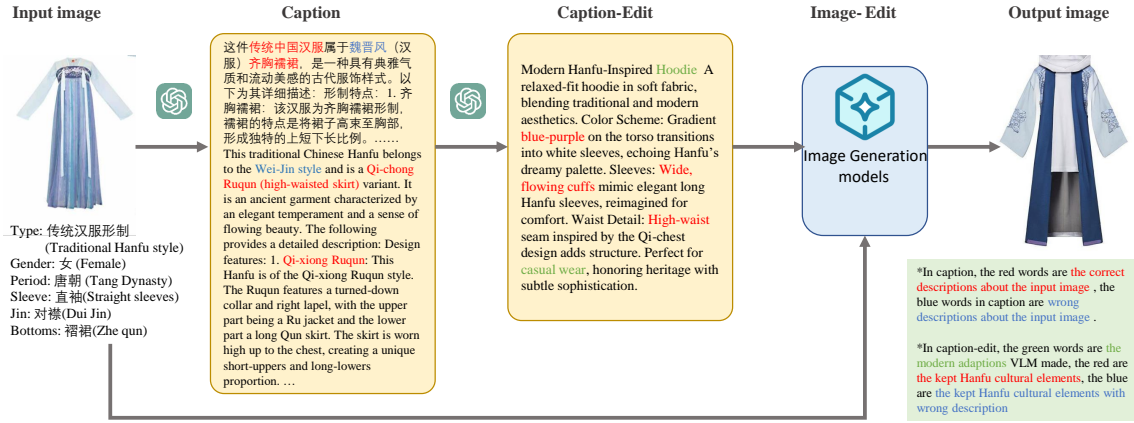 Input image
Caption
Caption-Edit
Image- Edit
Output image
Type: 传统汉服形制
(Traditional Hanfu style)
Gender: 女 (Female)
Period: 唐朝 (Tang Dynasty)
Sleeve: 直袖(Straight sleeves)
Jin: 对襟(Dui Jin)
Bottoms: 褶裙(Zhe qun)
这件传统中国汉服属于魏晋风（汉
服）齐胸襦裙，是一种具有典雅气
质和流动美感的古代服饰样式。以
下为其详细描述：形制特点：1. 齐
胸襦裙：该汉服为齐胸襦裙形制，
襦裙的特点是将裙子高束至胸部，
形成独特的上短下长比例。……
This traditional Chinese Hanfu belongs
to the Wei-Jin style and is a Qi-chong
Ruqun (high-waisted skirt) variant. It
is an ancient garment characterized by
an elegant temperament and a sense of
flowing beauty. The following
provides a detailed description: Design
features: 1. Qi-xiong Ruqun: This
Hanfu is of the Qi-xiong Ruqun style.
The Ruqun features a turned-down
collar and right lapel, with the upper
part being a Ru jacket and the lower
part a long Qun skirt. The skirt is worn
high up to the chest, creating a unique
short-uppers and long-lowers
proportion. …
Modern Hanfu-Inspired Hoodie A
relaxed-fit hoodie in soft fabric,
blending traditional and modern
aesthetics. Color Scheme: Gradient
blue-purple on the torso transitions
into white sleeves, echoing Hanfu’s
dreamy palette. Sleeves: Wide,
flowing cuffs mimic elegant long
Hanfu sleeves, reimagined for
comfort. Waist Detail: High-waist
seam inspired by the Qi-chest
design adds structure. Perfect for
casual wear, honoring heritage with
subtle sophistication.
Image Generation
models
*In caption, the red words are the correct
descriptions about the input image , the
blue words in caption are wrong
descriptions about the input image .
*In caption-edit, the green words are the
modern adaptions VLM made, the red are
the kept Hanfu cultural elements, the blue
are the kept Hanfu cultural elements with
wrong description